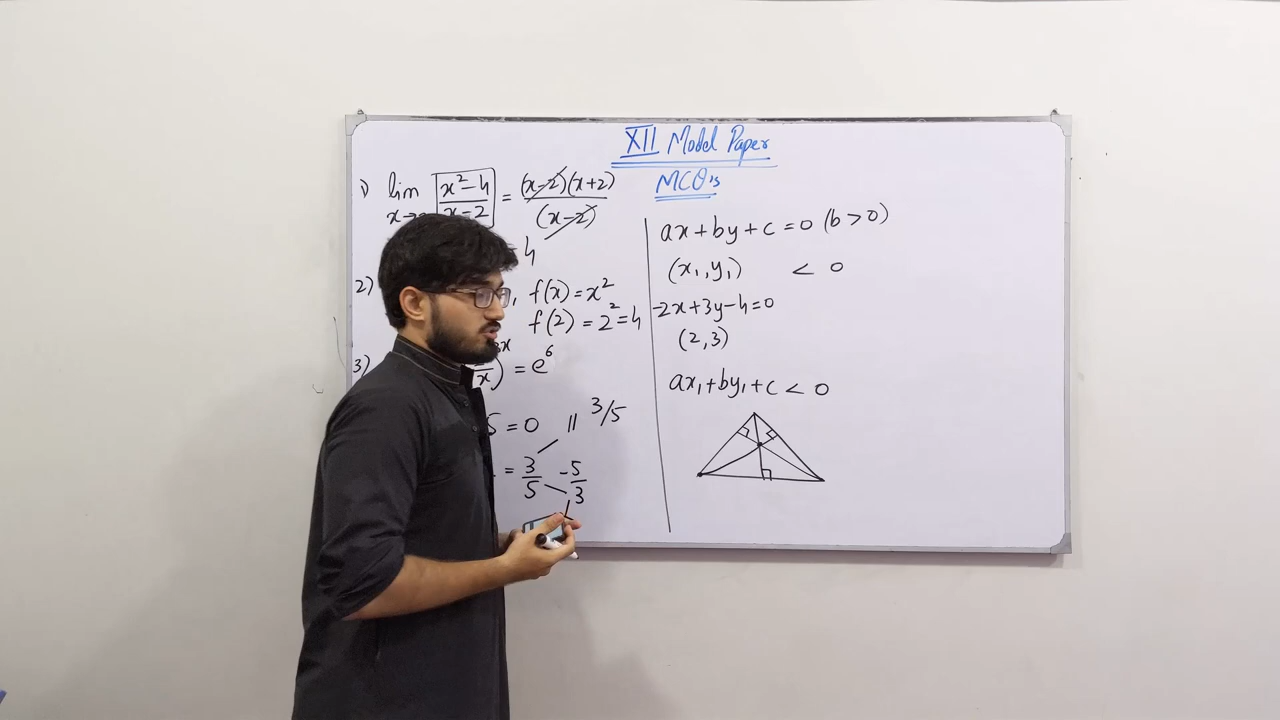 XII Model Paper
MCQ's
1) lim x→ x²-4 / x-2 = (x-2)(x+2) / (x-2)
= 4
2) , f(x) = x²
f(2) = 2² = 4
3) x) 3x = e⁶
5 = 0 || 3/5
= 3/5 -5/3
ax+by+c = 0 (b > 0)
(x₁, y₁) < 0
-2x+3y-4=0
(2, 3)
ax₁+by₁+c < 0